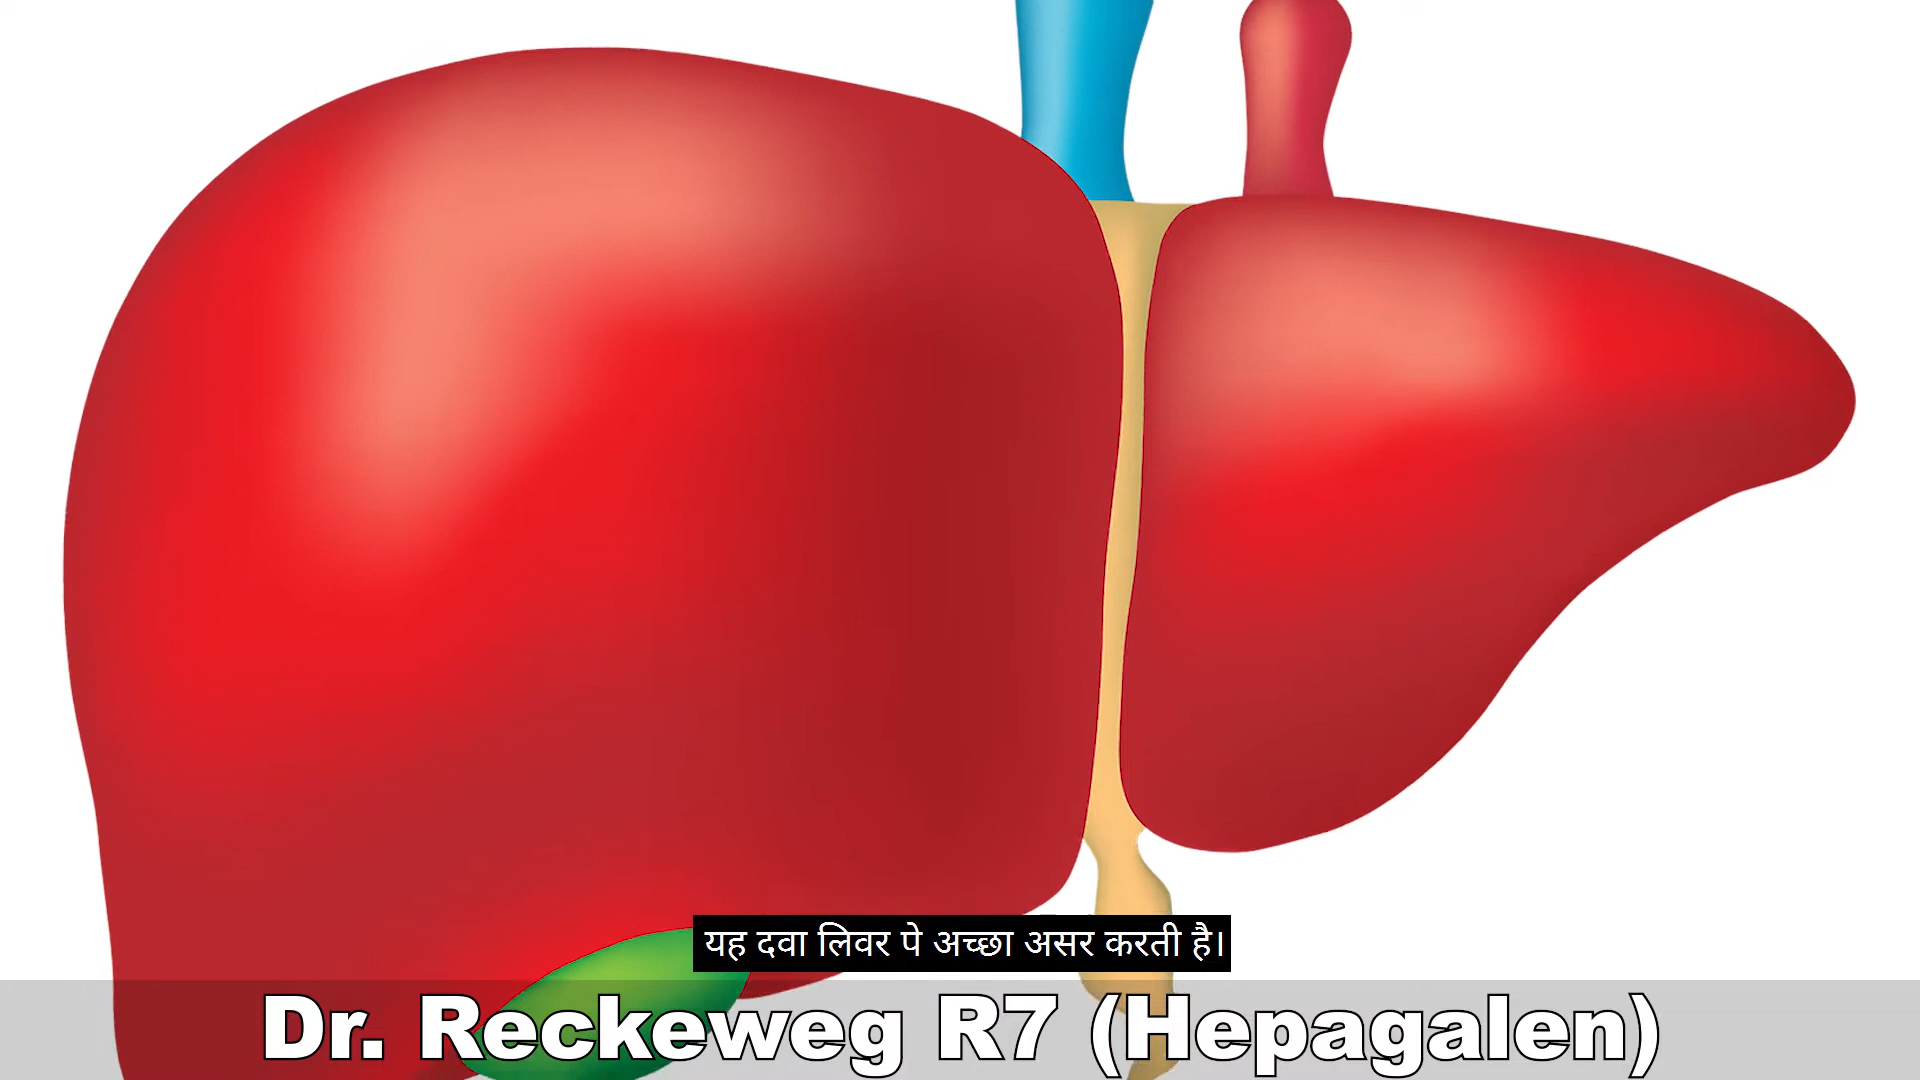 यह दवा लिवर पे अच्छा असर करती है।
Dr. Reckeweg R7 (Hepagalen)